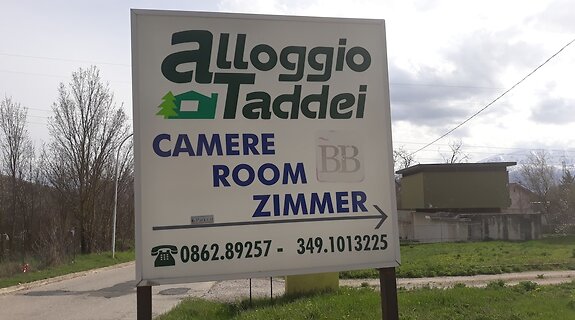 alloggio
Taddei
CAMERE
BB
ROOM
ZIMMER
0862.89257 - 349.1013225